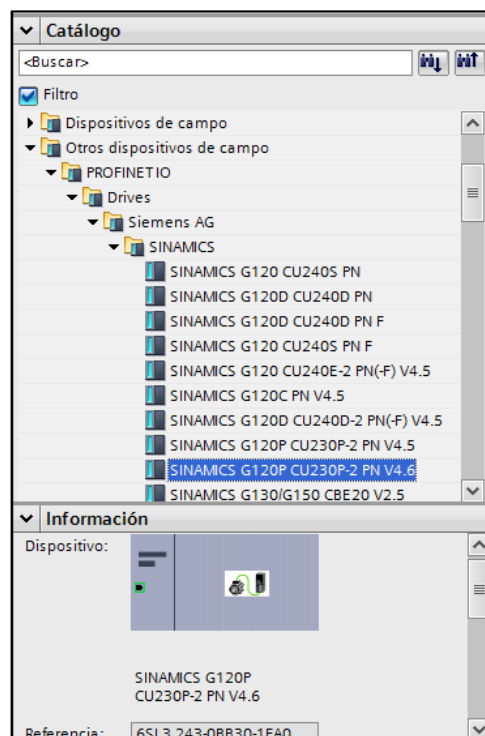 Catálogo
<Buscar>
Filtro
Dispositivos de campo
Otros dispositivos de campo
PROFINET IO
Drives
Siemens AG
SINAMICS
SINAMICS G120 CU240S PN
SINAMICS G120D CU240D PN
SINAMICS G120D CU240D PN F
SINAMICS G120 CU240S PN F
SINAMICS G120 CU240E-2 PN(-F) V4.5
SINAMICS G120C PN V4.5
SINAMICS G120D CU240D-2 PN(-F) V4.5
SINAMICS G120P CU230P-2 PN V4.5
SINAMICS G120P CU230P-2 PN V4.6
SINAMICS G130/G150 CBE20 V2.5
Información
Dispositivo:
SINAMICS G120P
CU230P-2 PN V4.6
Referencia: 6SL3 243-0BB30-1FA0